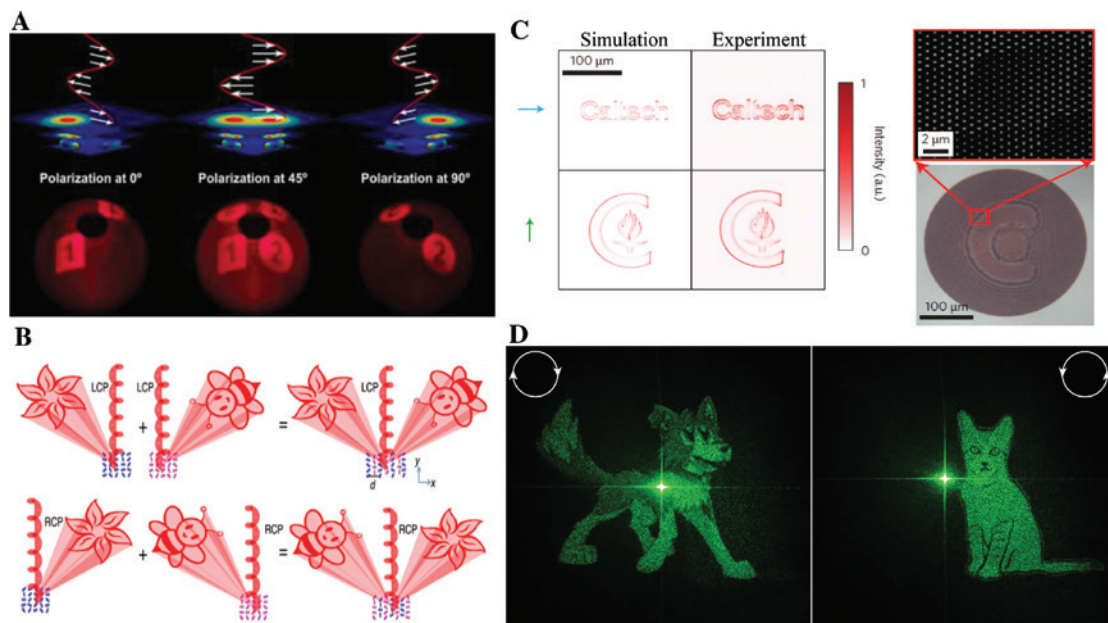 A
Polarization at 0°
Polarization at 45°
Polarization at 90°
1
1
2
2
B
LCP
+
LCP
=
LCP
d
y
x
RCP
+
RCP
=
RCP
C
Simulation
Experiment
100 µm
Caltech
Caltech
1
Intensity (a.u.)
0
2 µm
100 µm
D